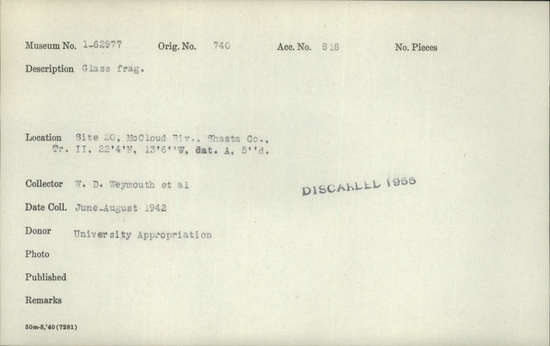 Museum No. 1-62977 Orig. No. 740 Acc. No. 818 No. Pieces
Description Glass frag.
Location Site 20, McCloud Riv., Shasta Co.,
Tr. II, 22'4'N, 13'6''W, Sat. A, 5''d.
Collector W. D. Weymouth et al
DISCARDED 1966
Date Coll. June-August 1942
Donor University Appropriation
Photo
Published
Remarks
50m-8,'40(7281)